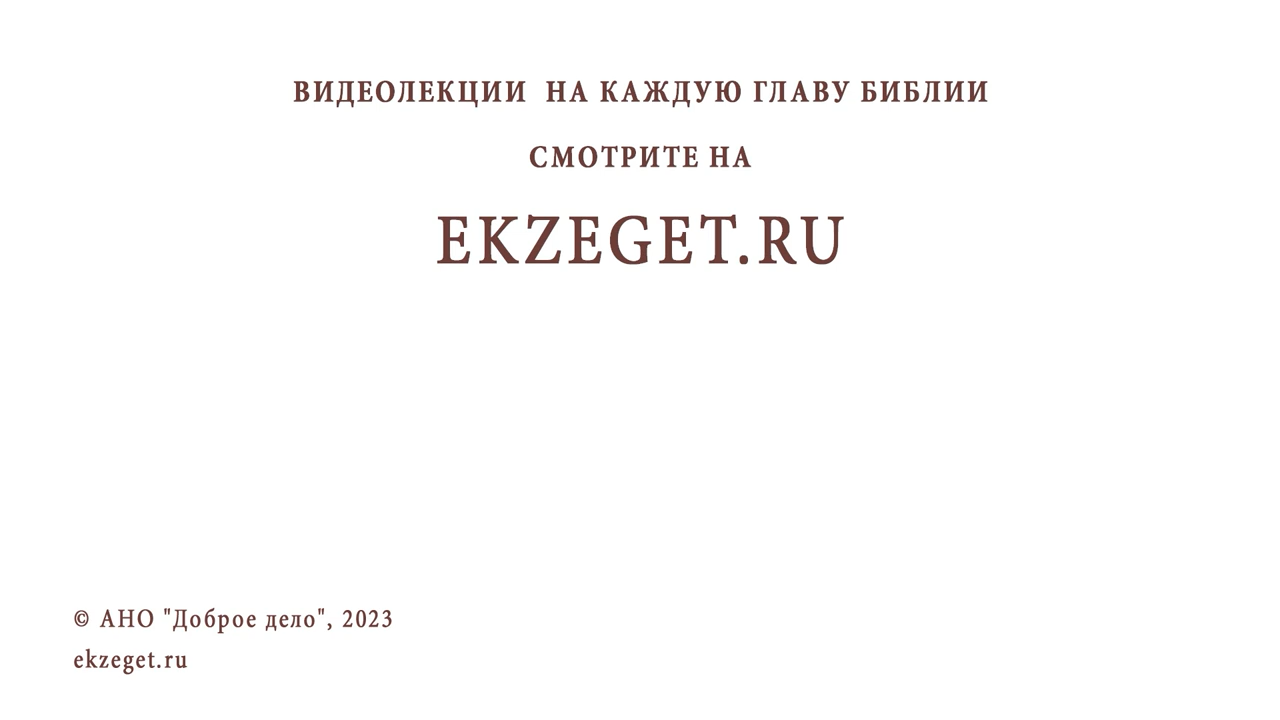 ВИДЕОЛЕКЦИИ НА КАЖДУЮ ГЛАВУ БИБЛИИ
СМОТРИТЕ НА
EKZEGET.RU
© АНО "Доброе дело", 2023
ekzeget.ru